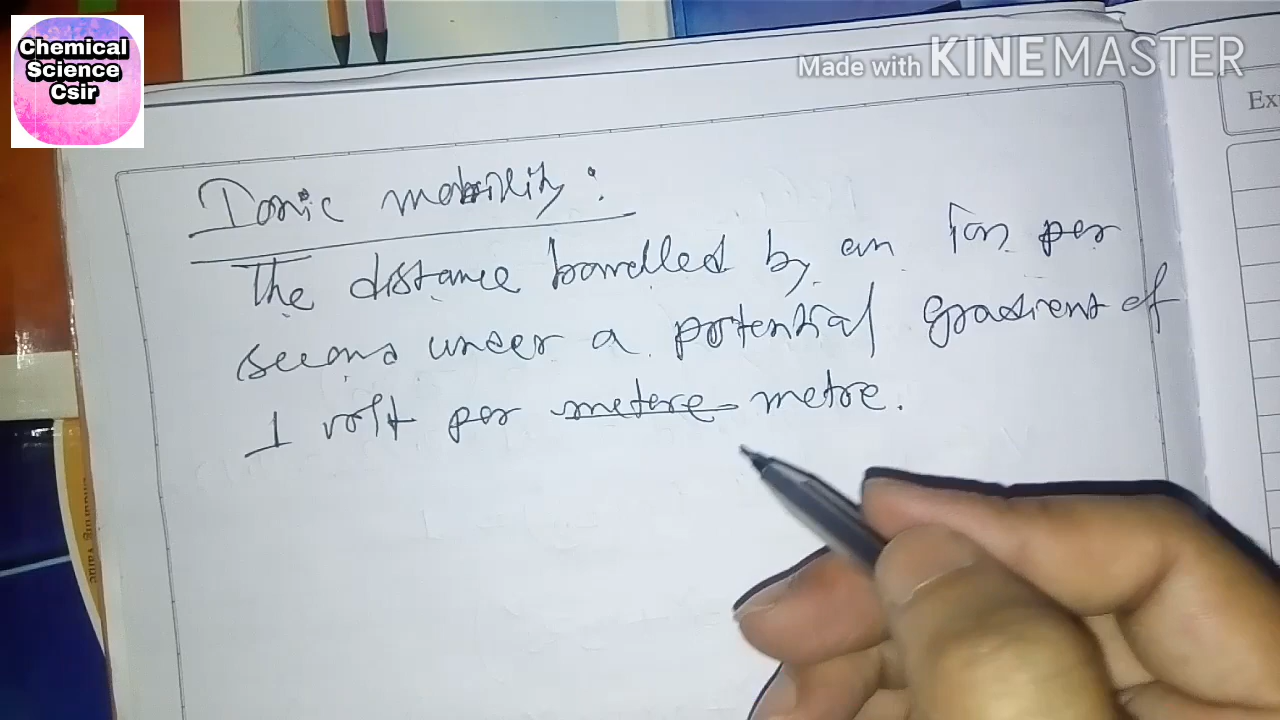 Chemical
Science
Csir
Made with KINEMASTER
Ex
Ionic mobility:
The distance travelled by an Ion per
second under a potential gradient of
1 volt per metere metre.